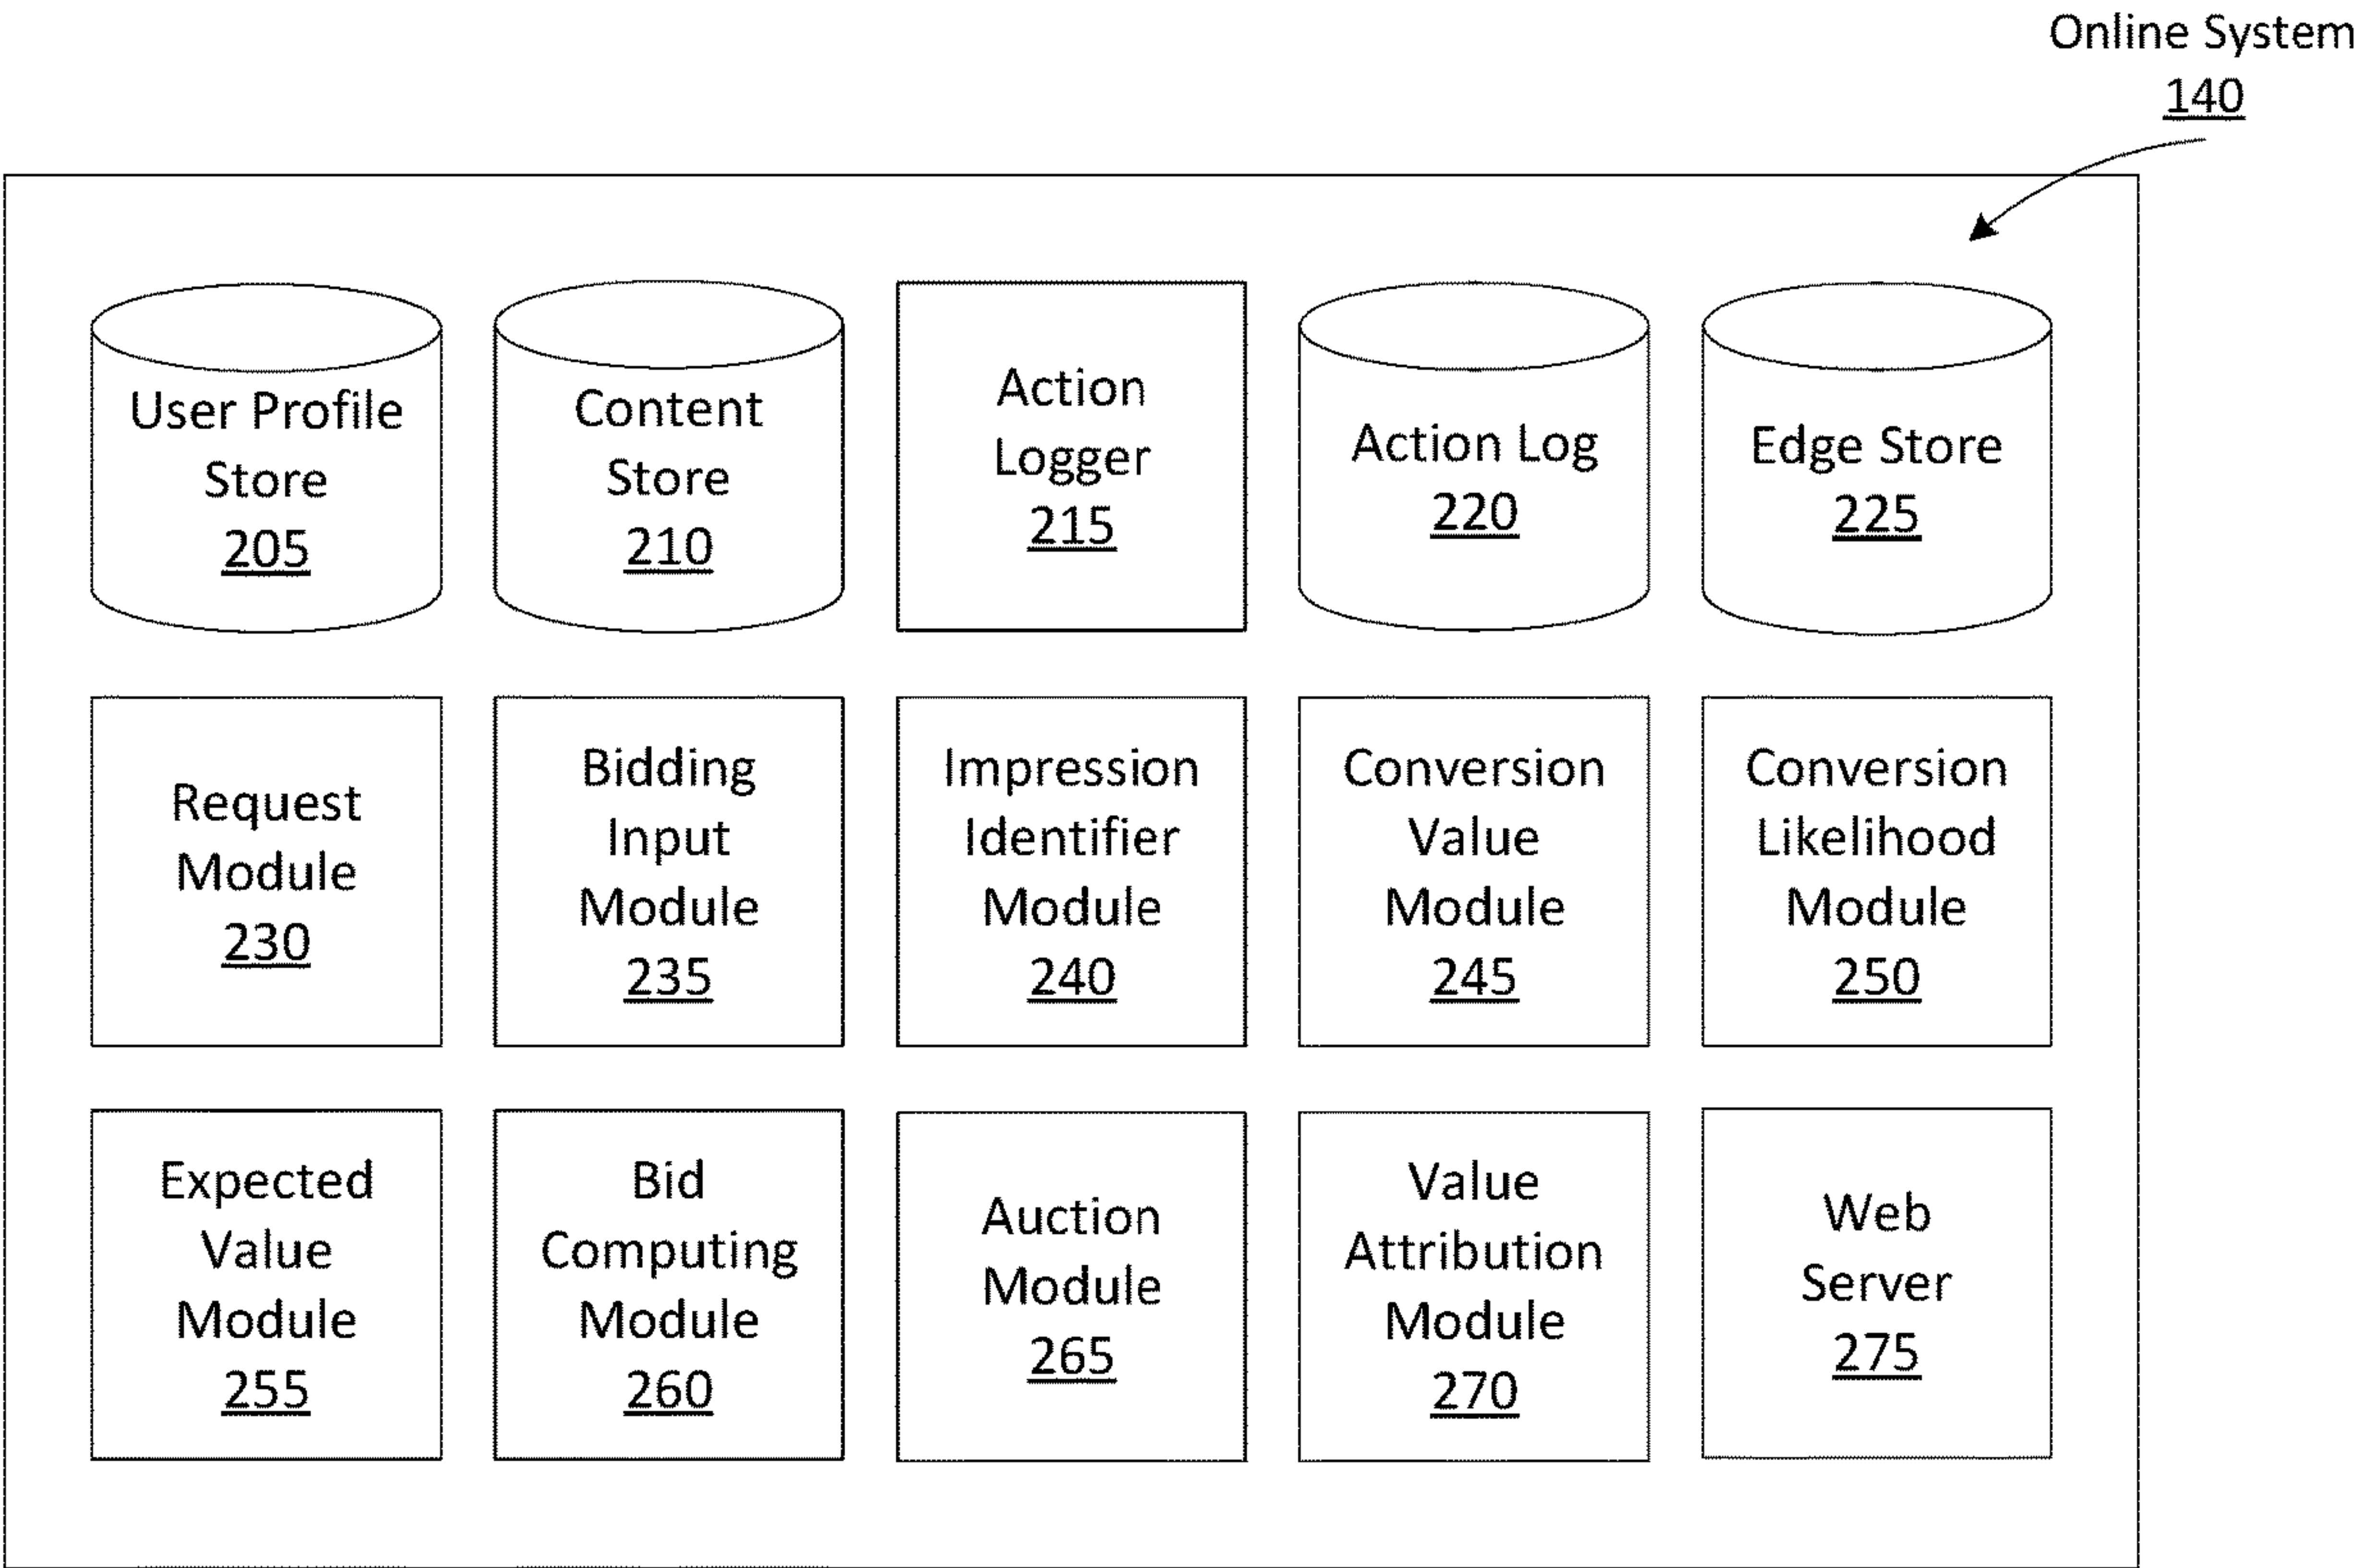 Online System
140
User Profile
Store
205
Content
Store
210
Action
Logger
215
Action Log
220
Edge Store
225
Request
Module
230
Bidding
Input
Module
235
Impression
Identifier
Module
240
Conversion
Value
Module
245
Conversion
Likelihood
Module
250
Expected
Value
Module
255
Bid
Computing
Module
260
Auction
Module
265
Value
Attribution
Module
270
Web
Server
275